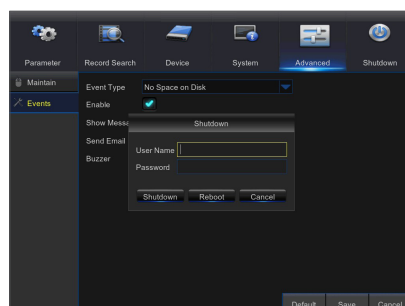 Parameter Record Search Device System Advanced Shutdown
Maintain
Events
Event Type No Space on Disk
Enable
Show Messa
Shutdown
Send Email
User Name
Buzzer
Password
Shutdown Reboot Cancel
Default Save Cancel